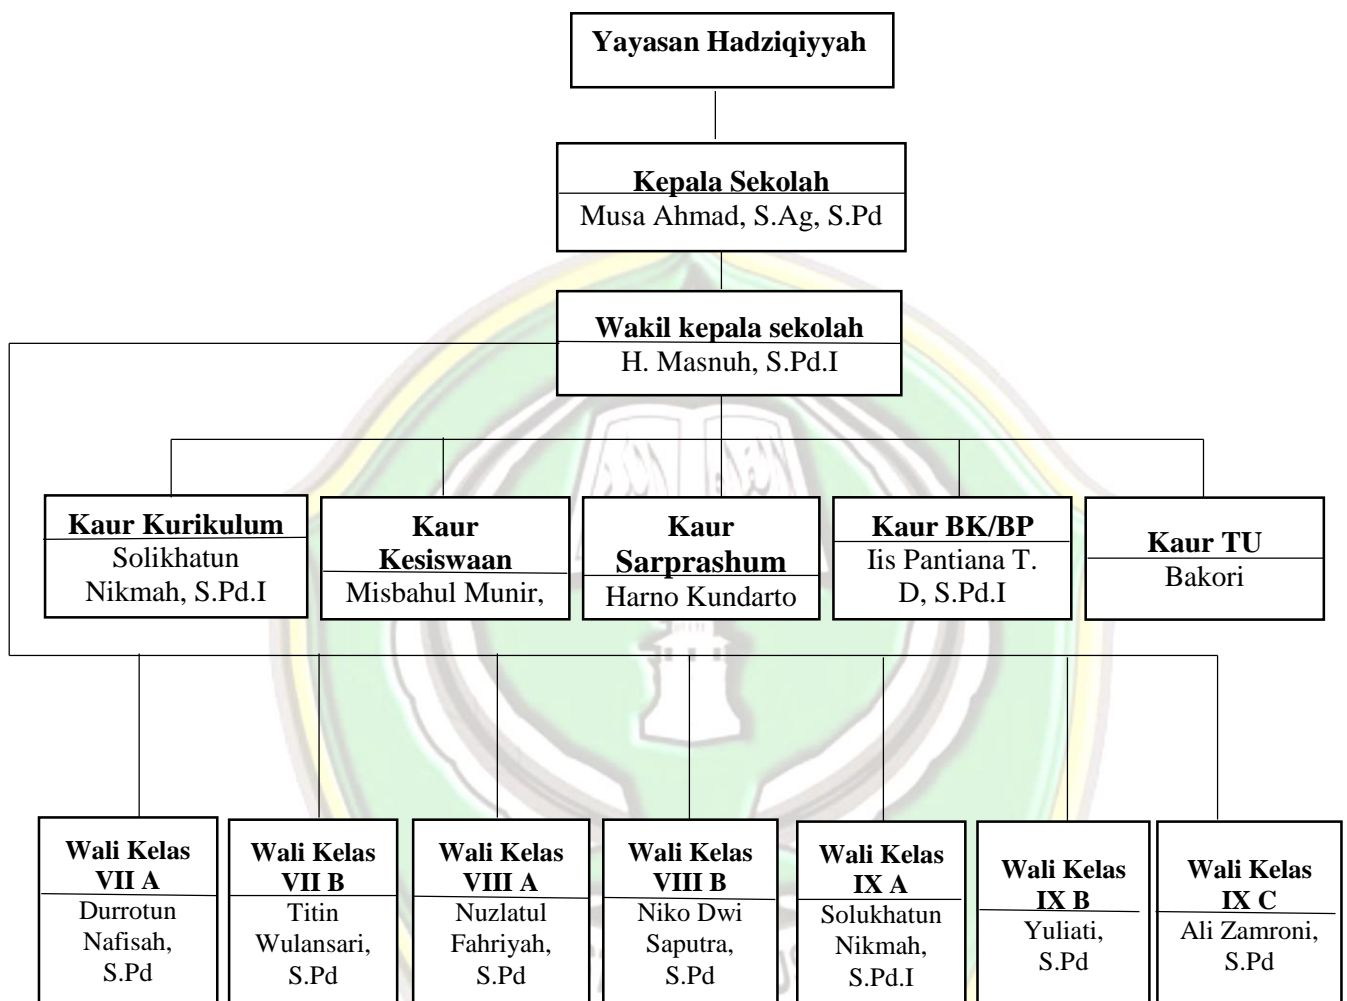 Yayasan Hadziqiyyah
Kepala Sekolah
Musa Ahmad, S.Ag, S.Pd
Wakil kepala sekolah
H. Masnuh, S.Pd.I
Kaur Kurikulum
Solikhatun
Nikmah, S.Pd.I
Kaur
Kesiswaan
Misbahul Munir,
Kaur
Sarprashum
Harno Kundarto
Kaur BK/BP
Iis Pantiana T.
D, S.Pd.I
Kaur TU
Bakori
Wali Kelas
VII A
Durrotun
Nafisah,
S.Pd
Wali Kelas
VII B
Titin
Wulansari,
S.Pd
Wali Kelas
VIII A
Nuzlatul
Fahriyah,
S.Pd
Wali Kelas
VIII B
Niko Dwi
Saputra,
S.Pd
Wali Kelas
IX A
Solukhatun
Nikmah,
S.Pd.I
Wali Kelas
IX B
Yuliati,
S.Pd
Wali Kelas
IX C
Ali Zamroni,
S.Pd